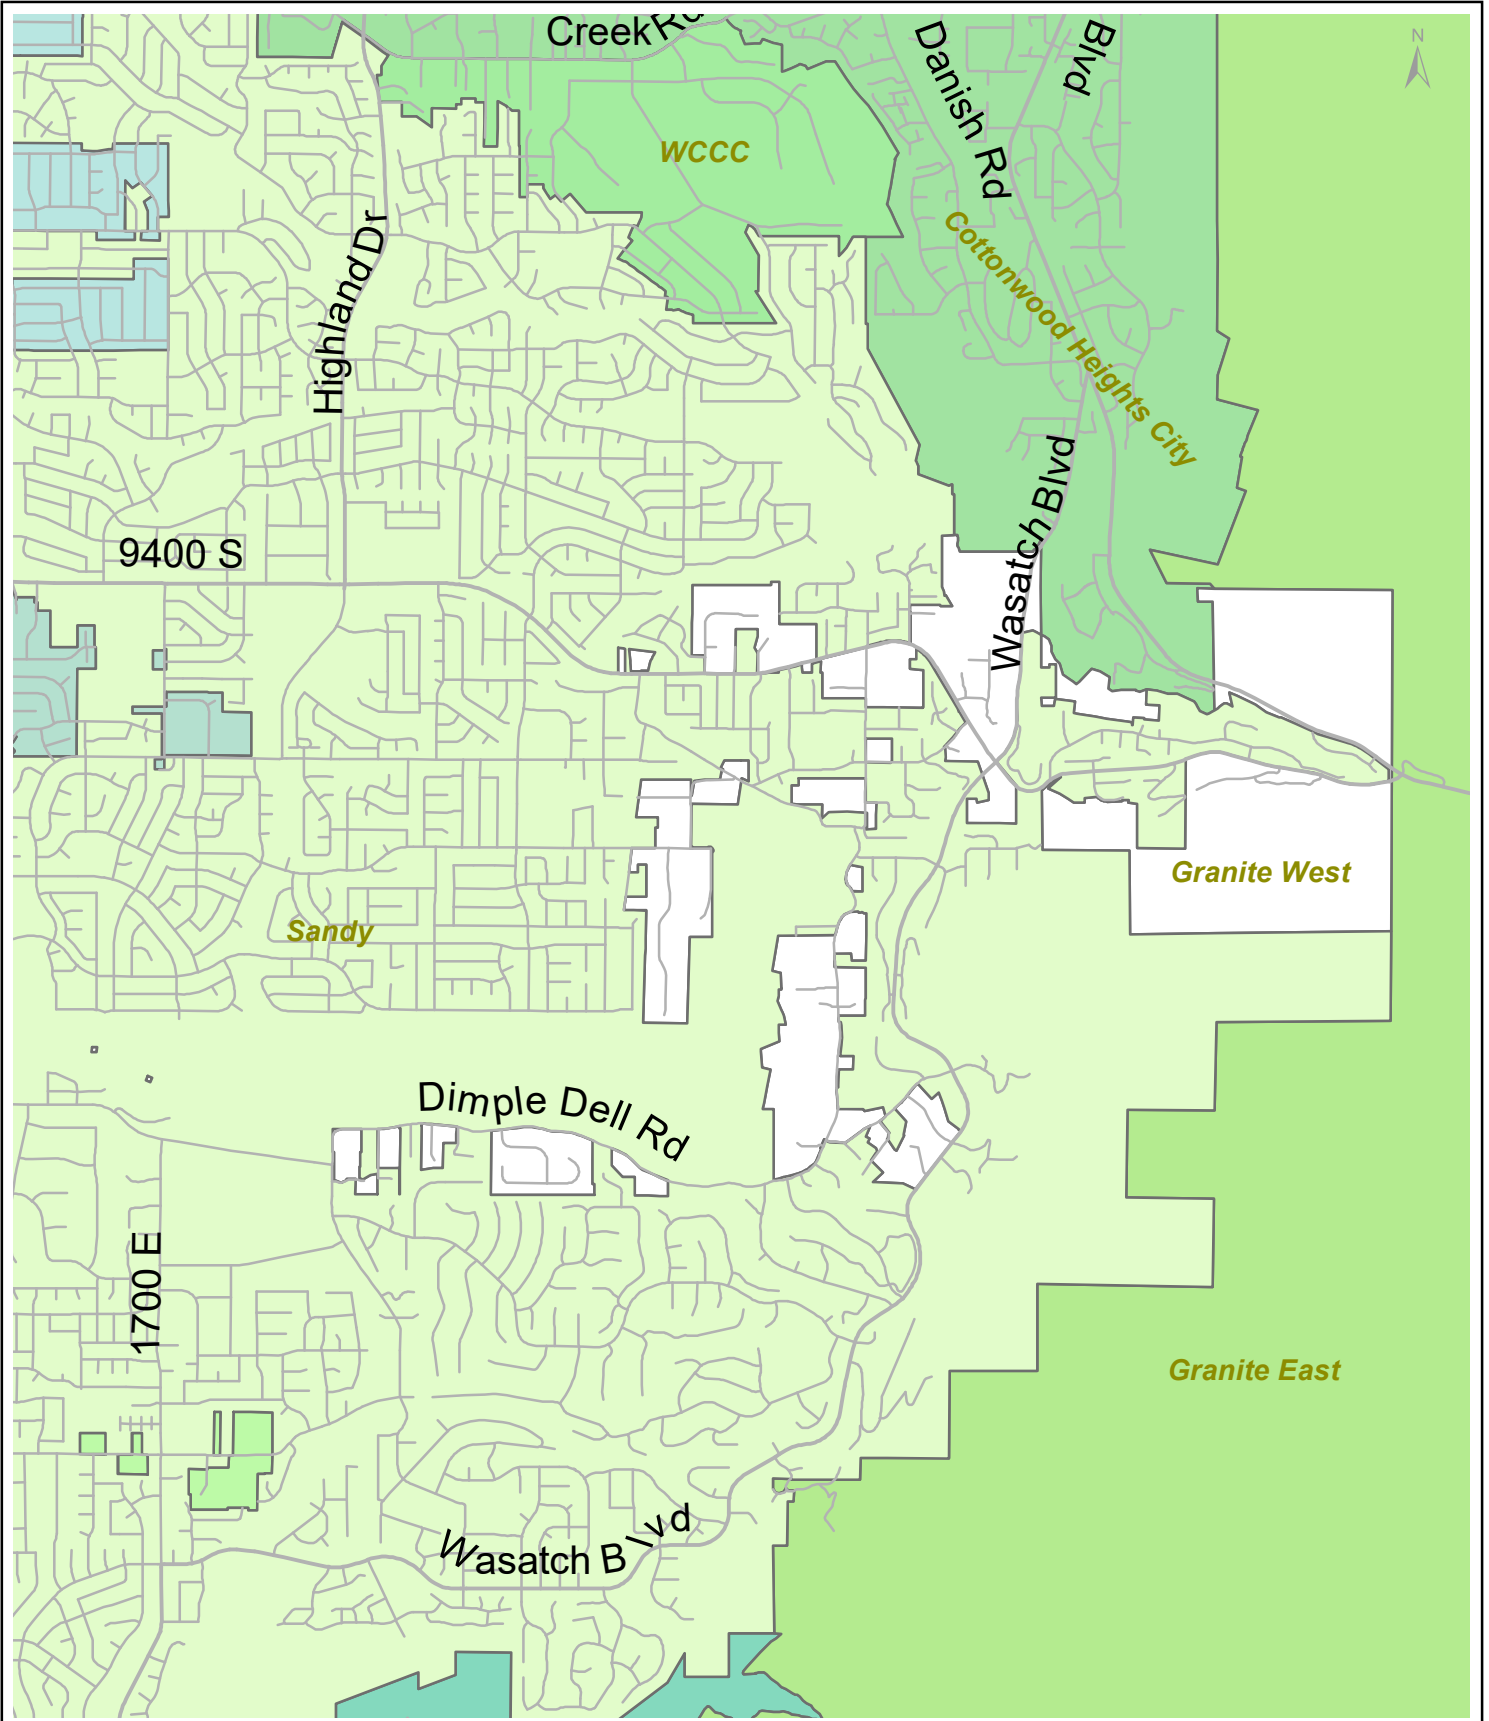 Creek Rd
N
Danish Rd
Blvd
WCCC
Cottonwood Heights City
Highland Dr
Wasatch Blvd
9400 S
Granite West
Sandy
Dimple Dell Rd
1700 E
Granite East
Wasatch Blvd